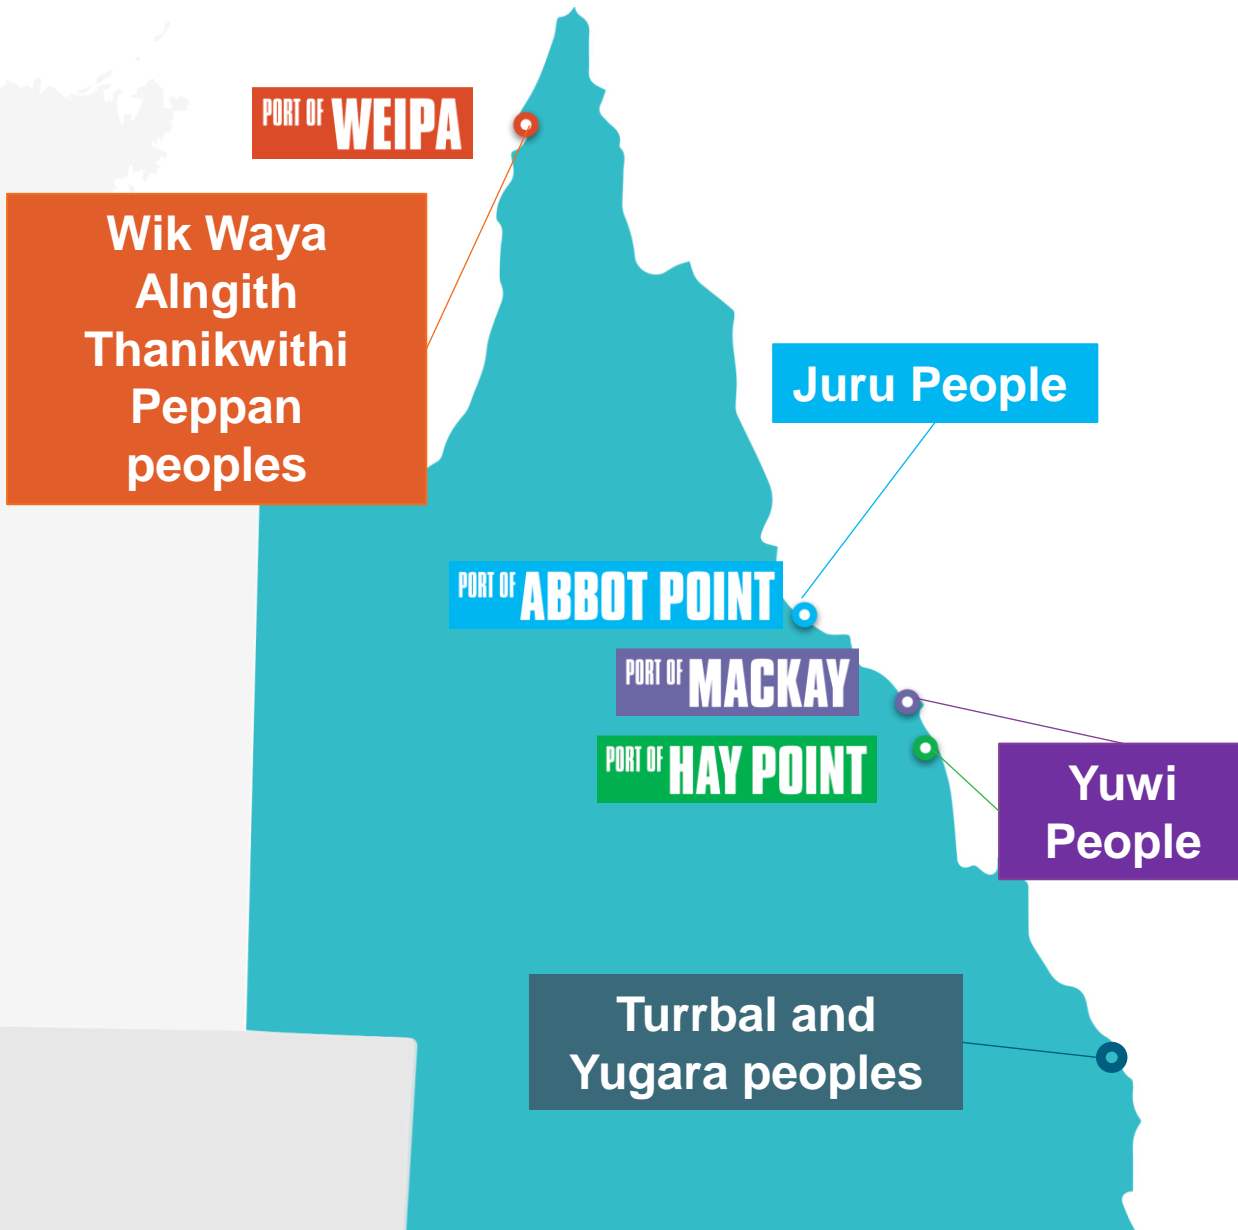 PORT OF WEIPA
Wik Waya
Alngith
Thanikwithi
Peppan
peoples
Juru People
PORT OF ABBOT POINT
PORT OF MACKAY
PORT OF HAY POINT
Yuwi
People
Turrbal and
Yugara peoples